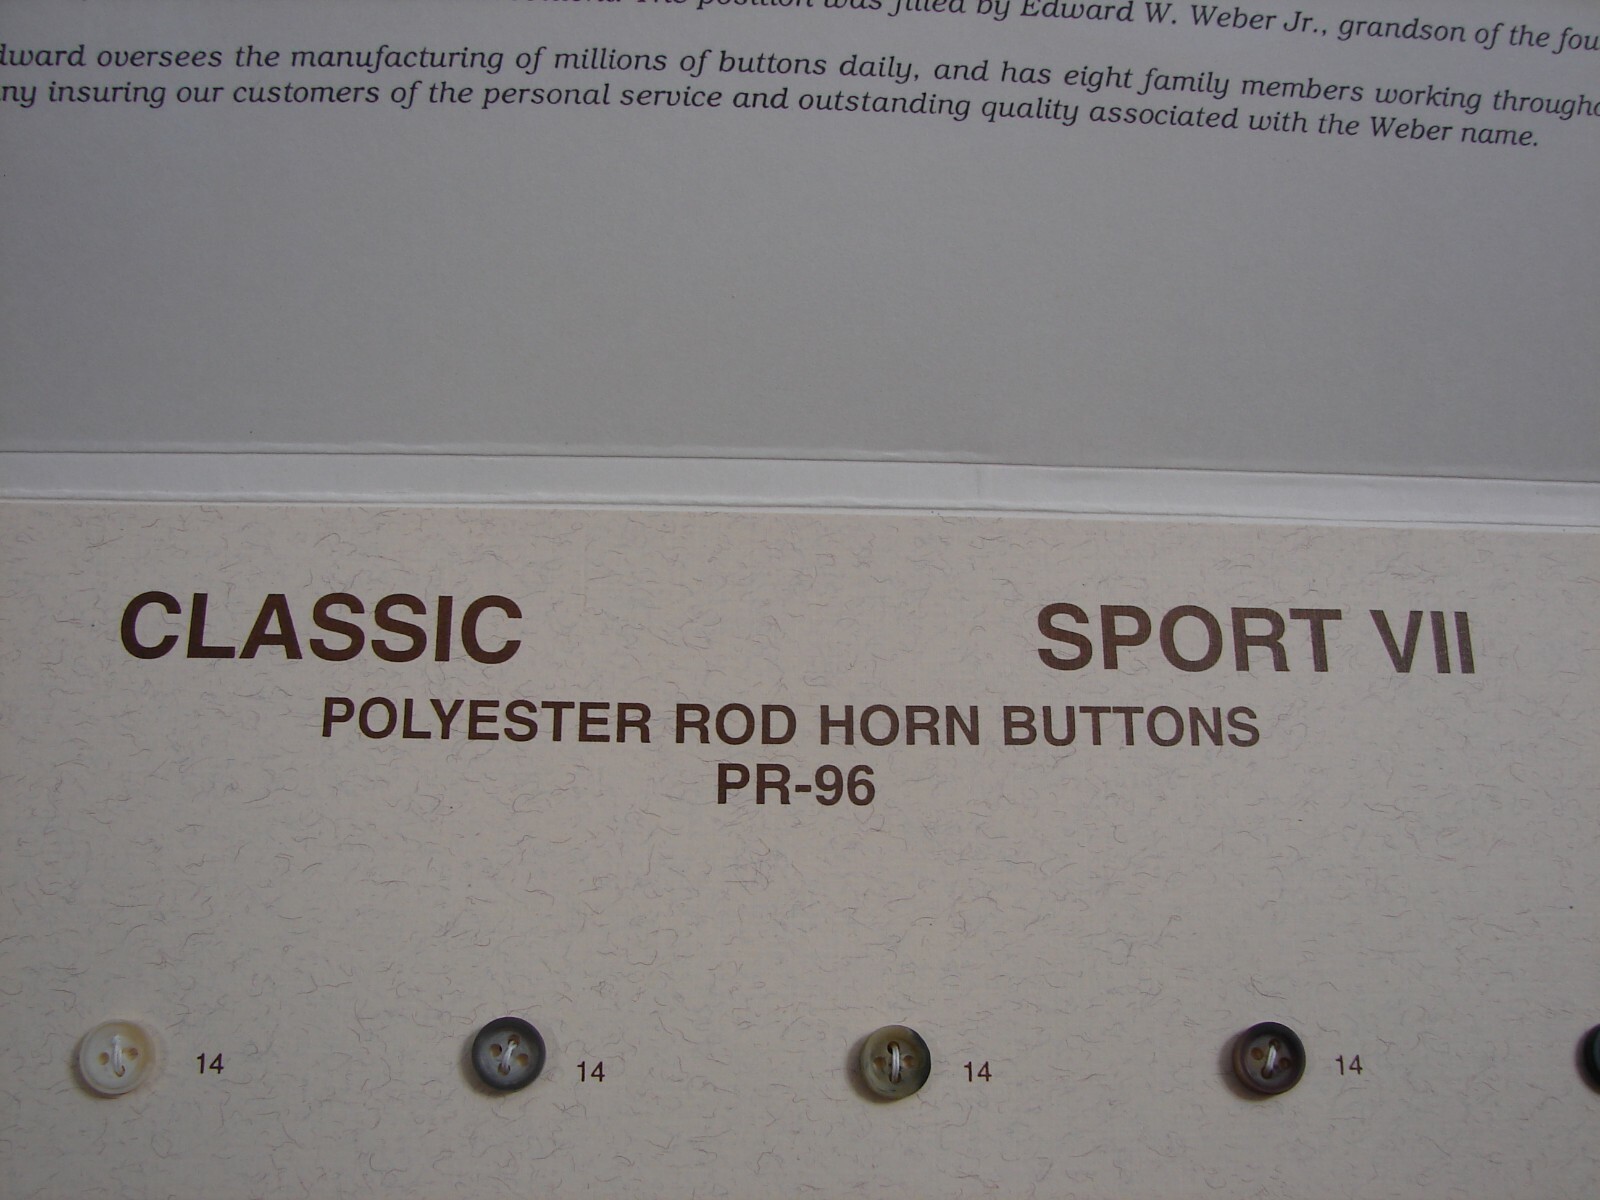 position was filled by Edward W. Weber Jr., grandson of the
dward oversees the manufacturing of millions of buttons daily, and has eight family members working
ny insuring our customers of the personal service and outstanding quality associated with the Weber name.
CLASSIC SPORT VII
POLYESTER ROD HORN BUTTONS
PR-96
14 14 14 14